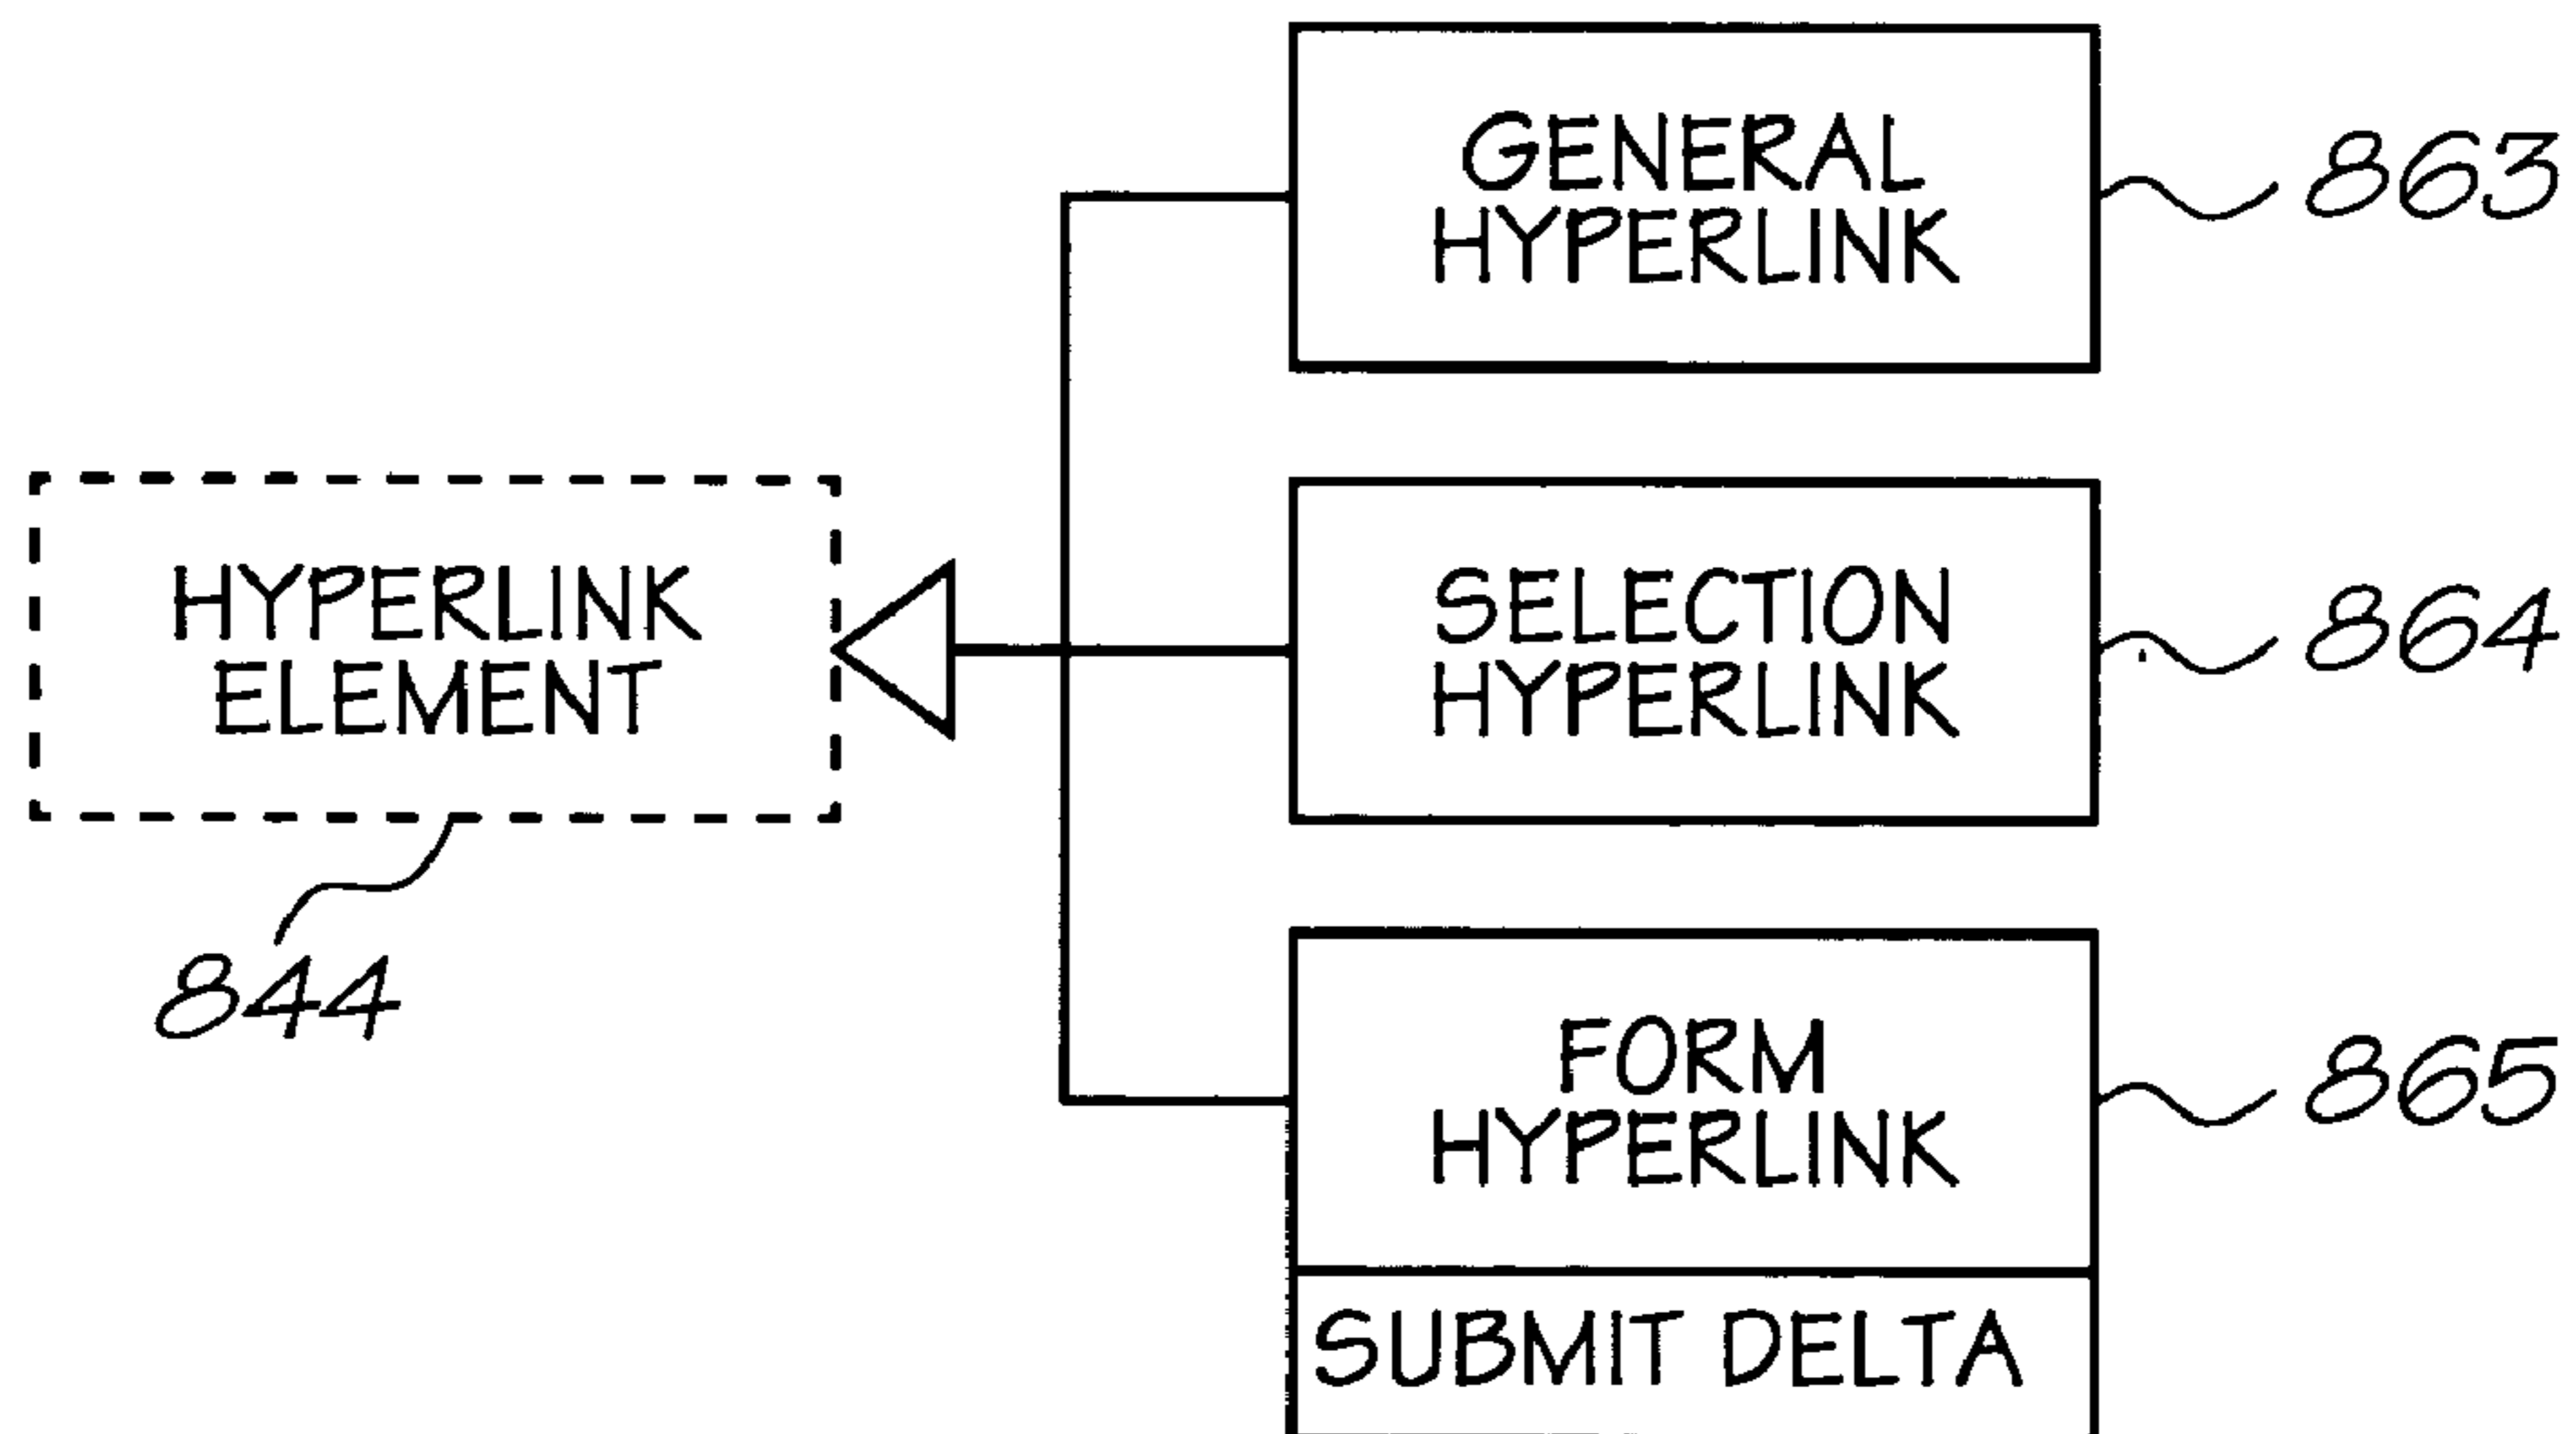 GENERAL
HYPERLINK
863
HYPERLINK
ELEMENT
844
SELECTION
HYPERLINK
864
FORM
HYPERLINK
865
SUBMIT DELTA